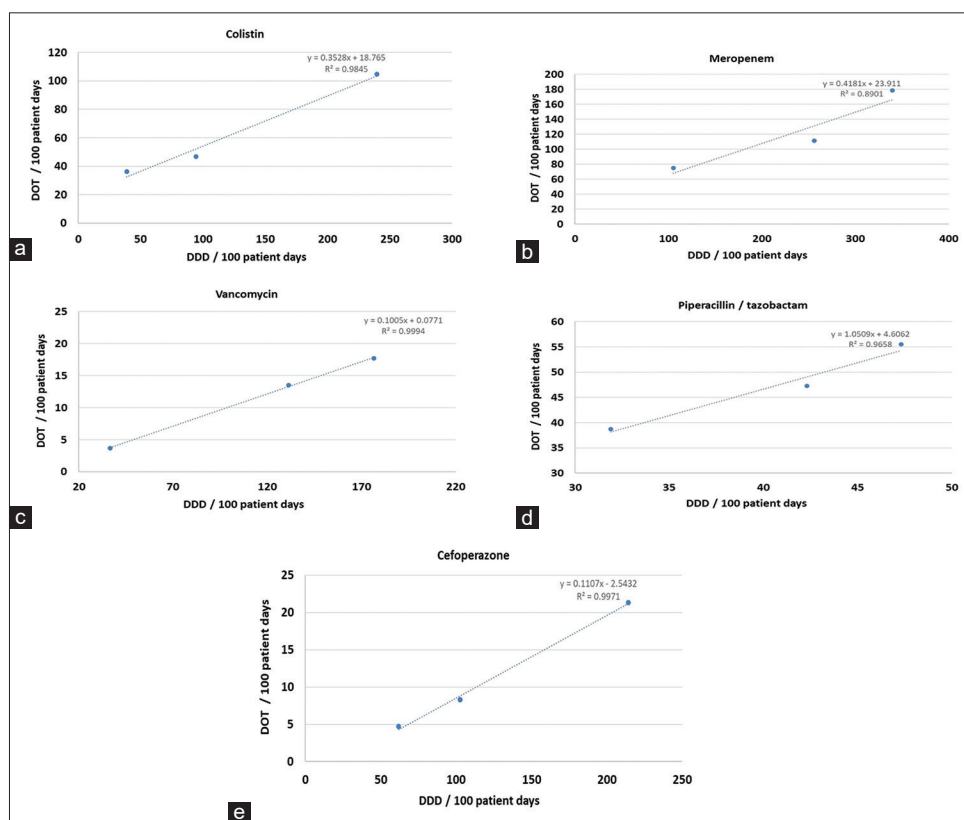 Colistin
120
y = 0.3528x + 18.765
R² = 0.9845
100
80
60
40
20
0
0 50 100 150 200 250 300
DOT / 100 patient days
DDD / 100 patient days
a
Meropenem
200
y = 0.4181x + 23.911
R² = 0.8901
180
160
140
120
100
80
60
40
20
0
0 100 200 300 400
DOT / 100 patient days
DDD / 100 patient days
b
Vancomycin
25
y = 0.1005x + 0.0771
R² = 0.9994
20
15
10
5
0
20 70 120 170 220
DOT / 100 patient days
DDD / 100 patient days
c
Piperacillin / tazobactam
60
y = 1.0509x + 4.6062
R² = 0.9658
55
50
45
40
35
30
30 35 40 45 50
DOT / 100 patient days
DDD / 100 patient days
d
Cefoperazone
25
y = 0.1107x - 2.5432
R² = 0.9971
20
15
10
5
0
0 50 100 150 200 250
DOT / 100 patient days
DDD / 100 patient days
e